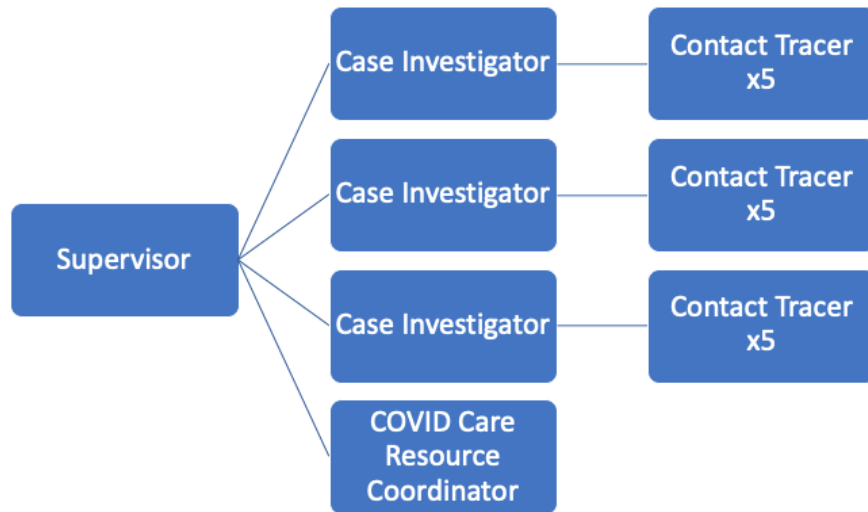 Supervisor
Case Investigator
Contact Tracer
x5
Case Investigator
Contact Tracer
x5
Case Investigator
Contact Tracer
x5
COVID Care
Resource
Coordinator